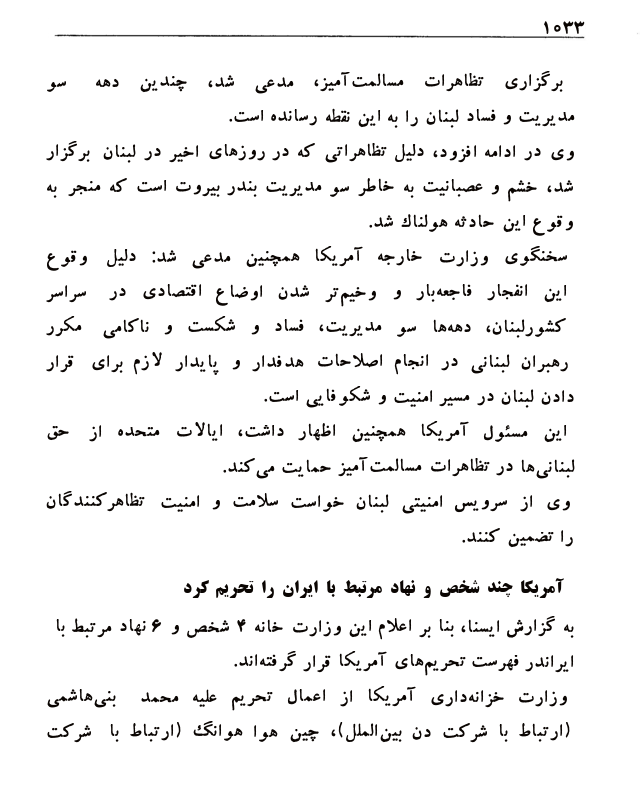 ۱۰۳۳
برگزاری تظاهرات مسالمت‌آمیز، مدعی شد، چندین دهه سو
مدیریت و فساد لبنان را به این نقطه رسانده است.
وی در ادامه افزود، دلیل تظاهراتی که در روزهای اخیر در لبنان برگزار
شد، خشم و عصبانیت به خاطر سو مدیریت بندر بیروت است که منجر به
وقوع این حادثه هولناك شد.
سخنگوی وزارت خارجه آمریکا همچنین مدعی شد: دلیل وقوع
این انفجار فاجعه‌بار و وخیم‌تر شدن اوضاع اقتصادی در سراسر
کشورلبنان، دهه‌ها سو مدیریت، فساد و شکست و ناکامی مکرر
رهبران لبنانی در انجام اصلاحات هدفدار و پایدار لازم برای قرار
دادن لبنان در مسیر امنیت و شکوفایی است.
این مسئول آمریکا همچنین اظهار داشت، ایالات متحده از حق
لبنانی‌ها در تظاهرات مسالمت‌آمیز حمایت می‌کند.
وی از سرویس امنیتی لبنان خواست سلامت و امنیت تظاهرکنندگان
را تضمین کنند.
آمریکا چند شخص و نهاد مرتبط با ایران را تحریم کرد
به گزارش ایسنا، بنا بر اعلام این وزارت خانه ۴ شخص و ۶ نهاد مرتبط با
ایراندر فهرست تحریم‌های آمریکا قرار گرفته‌اند.
وزارت خزانه‌داری آمریکا از اعمال تحریم علیه محمد بنی‌هاشمی
(ارتباط با شرکت دن بین‌الملل)، چین هوا هوانگ (ارتباط با شرکت